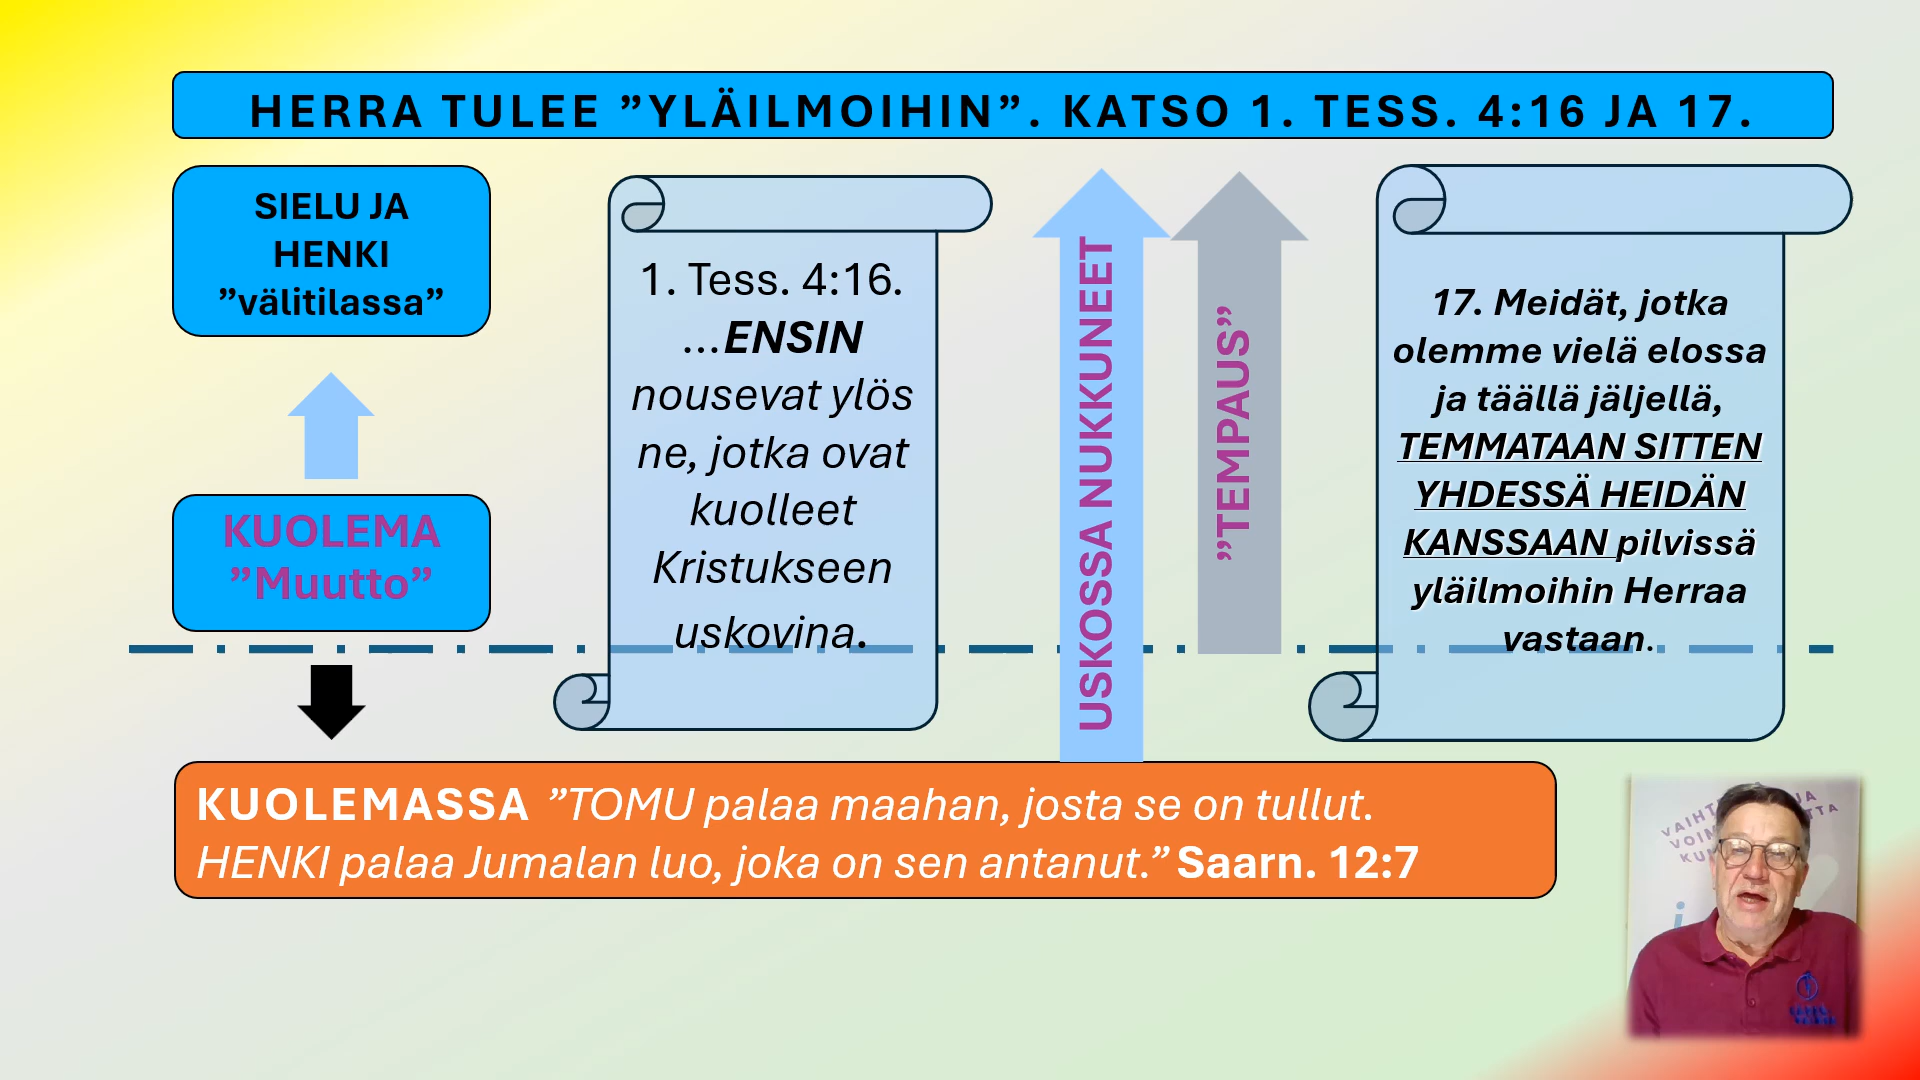 HERRA TULEE ”YLÄILMOIHIN”. KATSO 1. TESS. 4:16 JA 17.
SIELU JA
HENKI
”välitilassa”
KUOLEMA
”Muutto”
1. Tess. 4:16.
...ENSIN
nousevat ylös
ne, jotka ovat
kuolleet
Kristukseen
uskovina.
USKOSSA NUKKUNEET
”TEMPAUS”
17. Meidät, jotka
olemme vielä elossa
ja täällä jäljellä,
TEMMATAAN SITTEN
YHDESSÄ HEIDÄN
KANSSAAN pilvissä
yläilmoihin Herraa
vastaan.
KUOLEMASSA ”TOMU palaa maahan, josta se on tullut.
HENKI palaa Jumalan luo, joka on sen antanut.” Saarn. 12:7